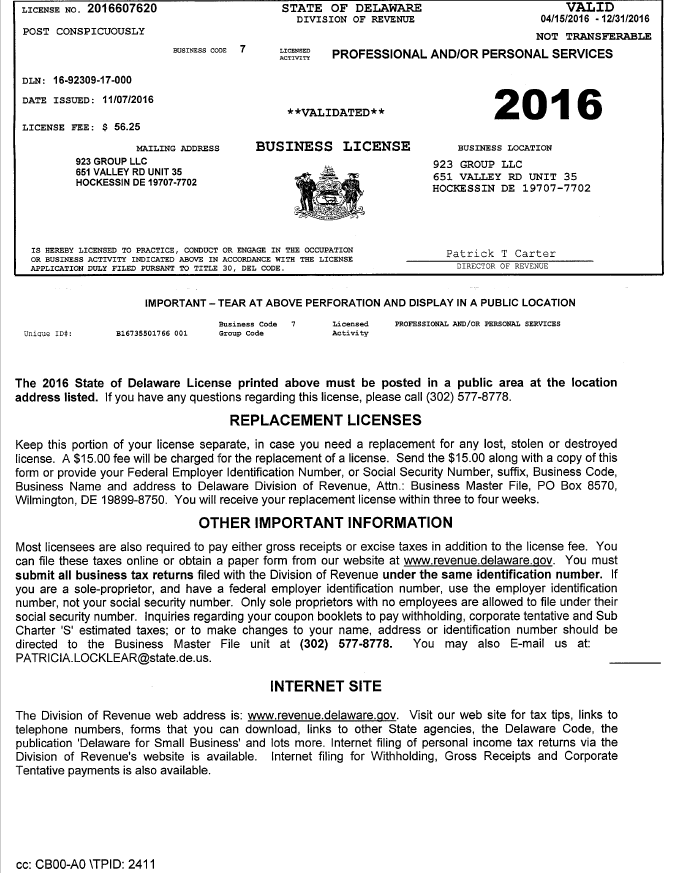 LICENSE NO. 2016607620 STATE OF DELAWARE VALID
DIVISION OF REVENUE 04/15/2016 - 12/31/2016
POST CONSPICUOUSLY NOT TRANSFERABLE
BUSINESS CODE 7 LICENSED ACTIVITY PROFESSIONAL AND/OR PERSONAL SERVICES
DLN: 16-92309-17-000
DATE ISSUED: 11/07/2016 **VALIDATED** 2016
LICENSE FEE: $ 56.25
MAILING ADDRESS BUSINESS LICENSE BUSINESS LOCATION
923 GROUP LLC 923 GROUP LLC
651 VALLEY RD UNIT 35 651 VALLEY RD UNIT 35
HOCKESSIN DE 19707-7702 HOCKESSIN DE 19707-7702
IS HEREBY LICENSED TO PRACTICE, CONDUCT OR ENGAGE IN THE OCCUPATION
OR BUSINESS ACTIVITY INDICATED ABOVE IN ACCORDANCE WITH THE LICENSE
APPLICATION DULY FILED PURSUANT TO TITLE 30, DEL CODE.
Patrick T Carter
DIRECTOR OF REVENUE
IMPORTANT – TEAR AT ABOVE PERFORATION AND DISPLAY IN A PUBLIC LOCATION
Business Code 7 Licensed PROFESSIONAL AND/OR PERSONAL SERVICES
Unique ID#: B16735501766 001 Group Code Activity
The 2016 State of Delaware License printed above must be posted in a public area at the location
address listed. If you have any questions regarding this license, please call (302) 577-8778.
REPLACEMENT LICENSES
Keep this portion of your license separate, in case you need a replacement for any lost, stolen or destroyed
license. A $15.00 fee will be charged for the replacement of a license. Send the $15.00 along with a copy of this
form or provide your Federal Employer Identification Number, or Social Security Number, suffix, Business Code,
Business Name and address to Delaware Division of Revenue, Attn.: Business Master File, PO Box 8570,
Wilmington, DE 19899-8750. You will receive your replacement license within three to four weeks.
OTHER IMPORTANT INFORMATION
Most licensees are also required to pay either gross receipts or excise taxes in addition to the license fee. You
can file these taxes online or obtain a paper form from our website at www.revenue.delaware.gov. You must
submit all business tax returns filed with the Division of Revenue under the same identification number. If
you are a sole-proprietor, and have a federal employer identification number, use the employer identification
number, not your social security number. Only sole proprietors with no employees are allowed to file under their
social security number. Inquiries regarding your coupon booklets to pay withholding, corporate tentative and Sub
Charter 'S' estimated taxes; or to make changes to your name, address or identification number should be
directed to the Business Master File unit at (302) 577-8778. You may also E-mail us at:
PATRICIA.LOCKLEAR@state.de.us.
INTERNET SITE
The Division of Revenue web address is: www.revenue.delaware.gov. Visit our web site for tax tips, links to
telephone numbers, forms that you can download, links to other State agencies, the Delaware Code, the
publication 'Delaware for Small Business' and lots more. Internet filing of personal income tax returns via the
Division of Revenue's website is available. Internet filing for Withholding, Gross Receipts and Corporate
Tentative payments is also available.
cc: CB00-A0 \TPID: 2411